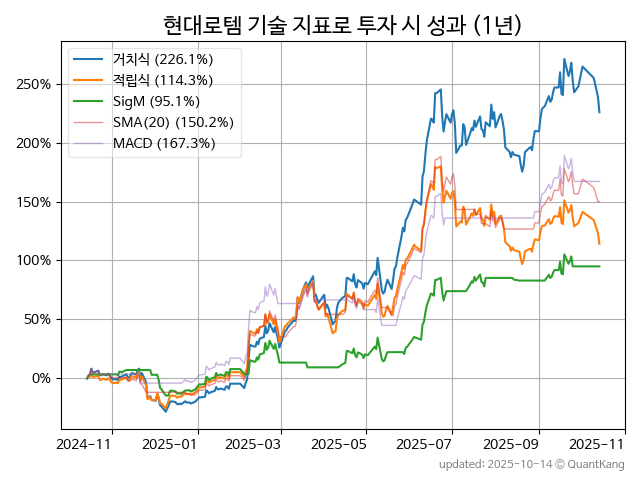 현대로템 기술 지표로 투자 시 성과 (1년)
거치식 (226.1%)
적립식 (114.3%)
SigM (95.1%)
SMA(20) (150.2%)
MACD (167.3%)
250%
200%
150%
100%
50%
0%
2024-11 2025-01 2025-03 2025-05 2025-07 2025-09 2025-11
updated: 2025-10-14 © QuantKang